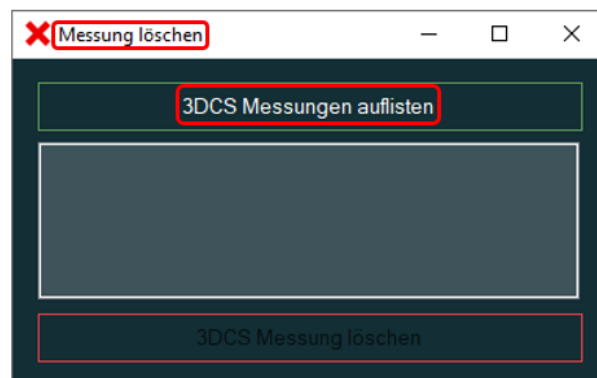 Messung löschen
3DCS Messungen auflisten
3DCS Messung löschen